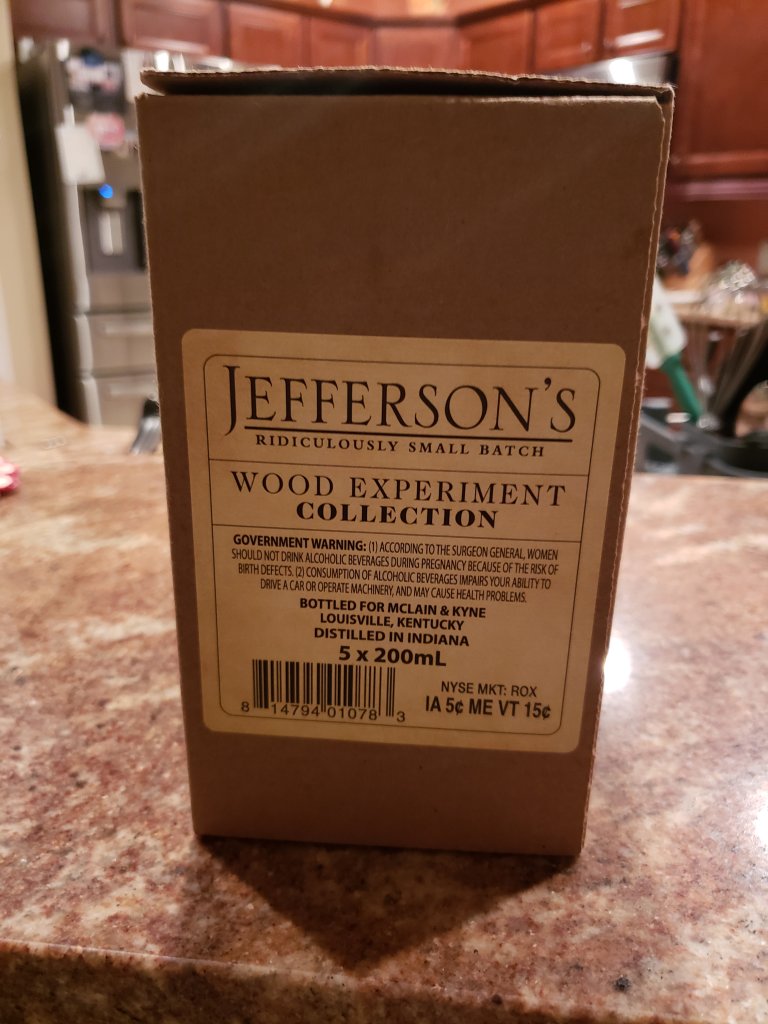 JEFFERSON'S
RIDICULOUSLY SMALL BATCH
WOOD EXPERIMENT
COLLECTION
GOVERNMENT WARNING: (1) ACCORDING TO THE SURGEON GENERAL, WOMEN
SHOULD NOT DRINK ALCOHOLIC BEVERAGES DURING PREGNANCY BECAUSE OF THE RISK OF
BIRTH DEFECTS. (2) CONSUMPTION OF ALCOHOLIC BEVERAGES IMPAIRS YOUR ABILITY TO
DRIVE A CAR OR OPERATE MACHINERY, AND MAY CAUSE HEALTH PROBLEMS.
BOTTLED FOR MCLAIN & KYNE
LOUISVILLE, KENTUCKY
DISTILLED IN INDIANA
5 x 200mL
8 14794 01078 3
NYSE MKT: ROX
IA 5¢ ME VT 15¢